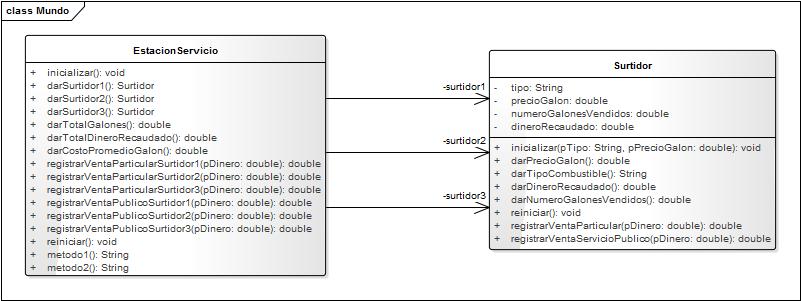 class Mundo
EstacionServicio
+ inicializar(): void
+ darSurtidor1(): Surtidor
+ darSurtidor2(): Surtidor
+ darSurtidor3(): Surtidor
+ darTotalGalones(): double
+ darTotalDineroRecaudado(): double
+ darCostoPromedioGalon(): double
+ registrarVentaParticularSurtidor1(pDinero: double): double
+ registrarVentaParticularSurtidor2(pDinero: double): double
+ registrarVentaParticularSurtidor3(pDinero: double): double
+ registrarVentaPublicoSurtidor1(pDinero: double): double
+ registrarVentaPublicoSurtidor2(pDinero: double): double
+ registrarVentaPublicoSurtidor3(pDinero: double): double
+ reiniciar(): void
+ metodo1(): String
+ metodo2(): String
-surtidor1
-surtidor2
-surtidor3
Surtidor
- tipo: String
- precioGalon: double
- numeroGalonesVendidos: double
- dineroRecaudado: double
+ inicializar(pTipo: String, pPrecioGalon: double): void
+ darPrecioGalon(): double
+ darTipoCombustible(): String
+ darDineroRecaudado(): double
+ darNumeroGalonesVendidos(): double
+ reiniciar(): void
+ registrarVentaParticular(pDinero: double): double
+ registrarVentaServicioPublico(pDinero: double): double